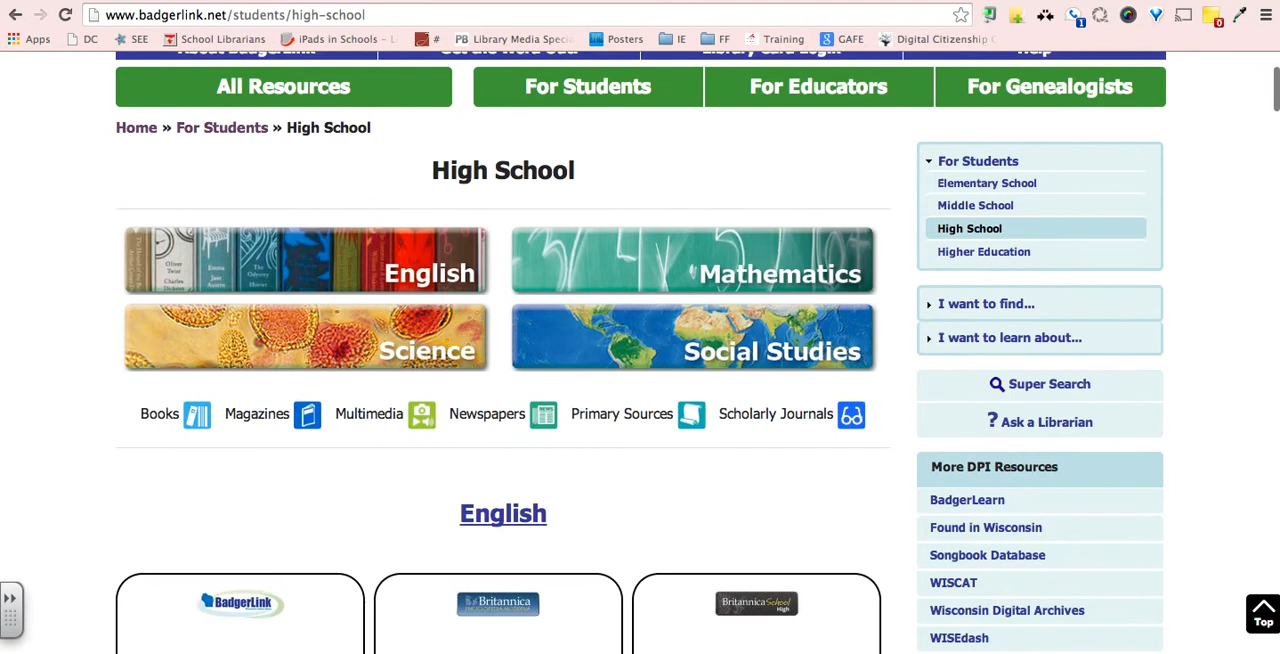 www.badgerlink.net/students/high-school
Apps DC SEE School Librarians iPads in Schools - L # Library Media Speci Posters IE FF Training GAFE Digital Citizenship
1 0
All Resources For Students For Educators For Genealogists
Home » For Students » High School
High School
English Mathematics
Science Social Studies
Books Magazines Multimedia Newspapers Primary Sources Scholarly Journals
English
BadgerLink Britannica BritannicaSchool
High
For Students
Elementary School
Middle School
High School
Higher Education
I want to find...
I want to learn about...
Super Search
? Ask a Librarian
More DPI Resources
BadgerLearn
Found in Wisconsin
Songbook Database
WISCAT
Wisconsin Digital Archives
WISEdash
Top